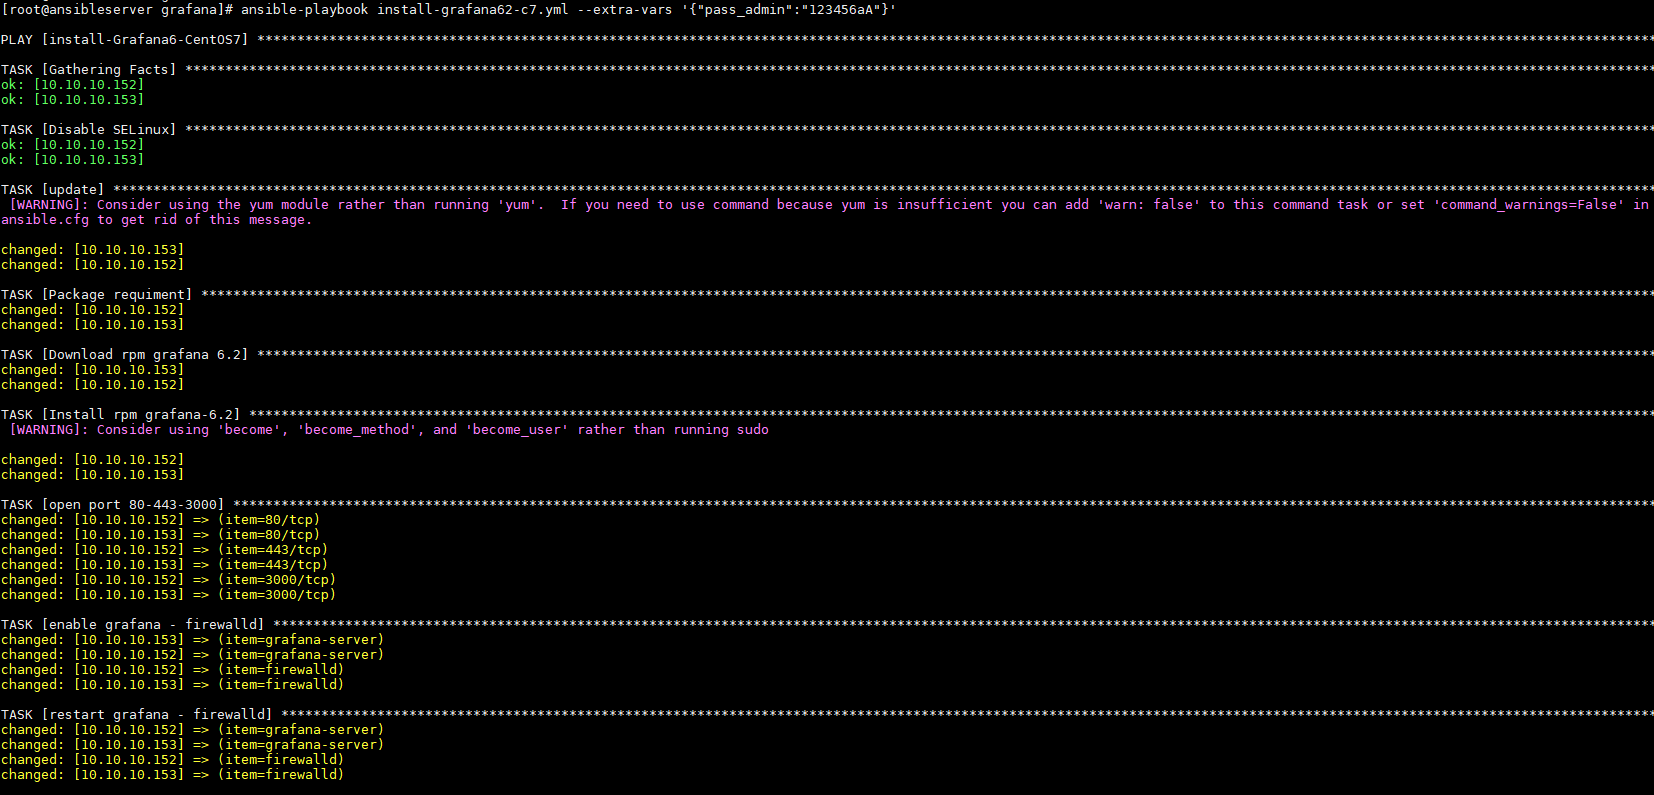 [root@ansibleserver grafana]# ansible-playbook install-grafana62-c7.yml --extra-vars '{"pass_admin":"123456aA"}'
PLAY [install-Grafana6-CentOS7] ******************************************************************************************************************************************************************************
TASK [Gathering Facts] ***************************************************************************************************************************************************************************************
ok: [10.10.10.152]
ok: [10.10.10.153]
TASK [Disable SELinux] ***************************************************************************************************************************************************************************************
ok: [10.10.10.152]
ok: [10.10.10.153]
TASK [update] ************************************************************************************************************************************************************************************************
 [WARNING]: Consider using the yum module rather than running 'yum'.  If you need to use command because yum is insufficient you can add 'warn: false' to this command task or set 'command_warnings=False' in
ansible.cfg to get rid of this message.
changed: [10.10.10.153]
changed: [10.10.10.152]
TASK [Package requiment] *************************************************************************************************************************************************************************************
changed: [10.10.10.152]
changed: [10.10.10.153]
TASK [Download rpm grafana 6.2] ******************************************************************************************************************************************************************************
changed: [10.10.10.153]
changed: [10.10.10.152]
TASK [Install rpm grafana-6.2] *******************************************************************************************************************************************************************************
 [WARNING]: Consider using 'become', 'become_method', and 'become_user' rather than running sudo
changed: [10.10.10.152]
changed: [10.10.10.153]
TASK [open port 80-443-3000] *********************************************************************************************************************************************************************************
changed: [10.10.10.152] => (item=80/tcp)
changed: [10.10.10.153] => (item=80/tcp)
changed: [10.10.10.152] => (item=443/tcp)
changed: [10.10.10.153] => (item=443/tcp)
changed: [10.10.10.152] => (item=3000/tcp)
changed: [10.10.10.153] => (item=3000/tcp)
TASK [enable grafana - firewalld] ****************************************************************************************************************************************************************************
changed: [10.10.10.153] => (item=grafana-server)
changed: [10.10.10.152] => (item=grafana-server)
changed: [10.10.10.152] => (item=firewalld)
changed: [10.10.10.153] => (item=firewalld)
TASK [restart grafana - firewalld] ***************************************************************************************************************************************************************************
changed: [10.10.10.152] => (item=grafana-server)
changed: [10.10.10.153] => (item=grafana-server)
changed: [10.10.10.152] => (item=firewalld)
changed: [10.10.10.153] => (item=firewalld)